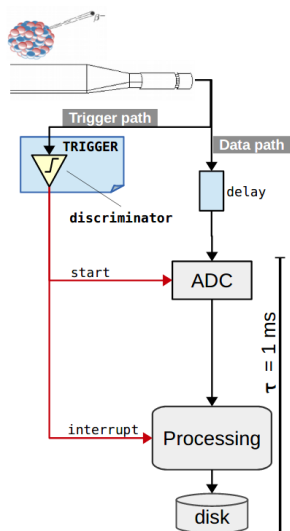 Trigger path
Data path
TRIGGER
delay
discriminator
start
ADC
τ = 1 ms
interrupt
Processing
disk